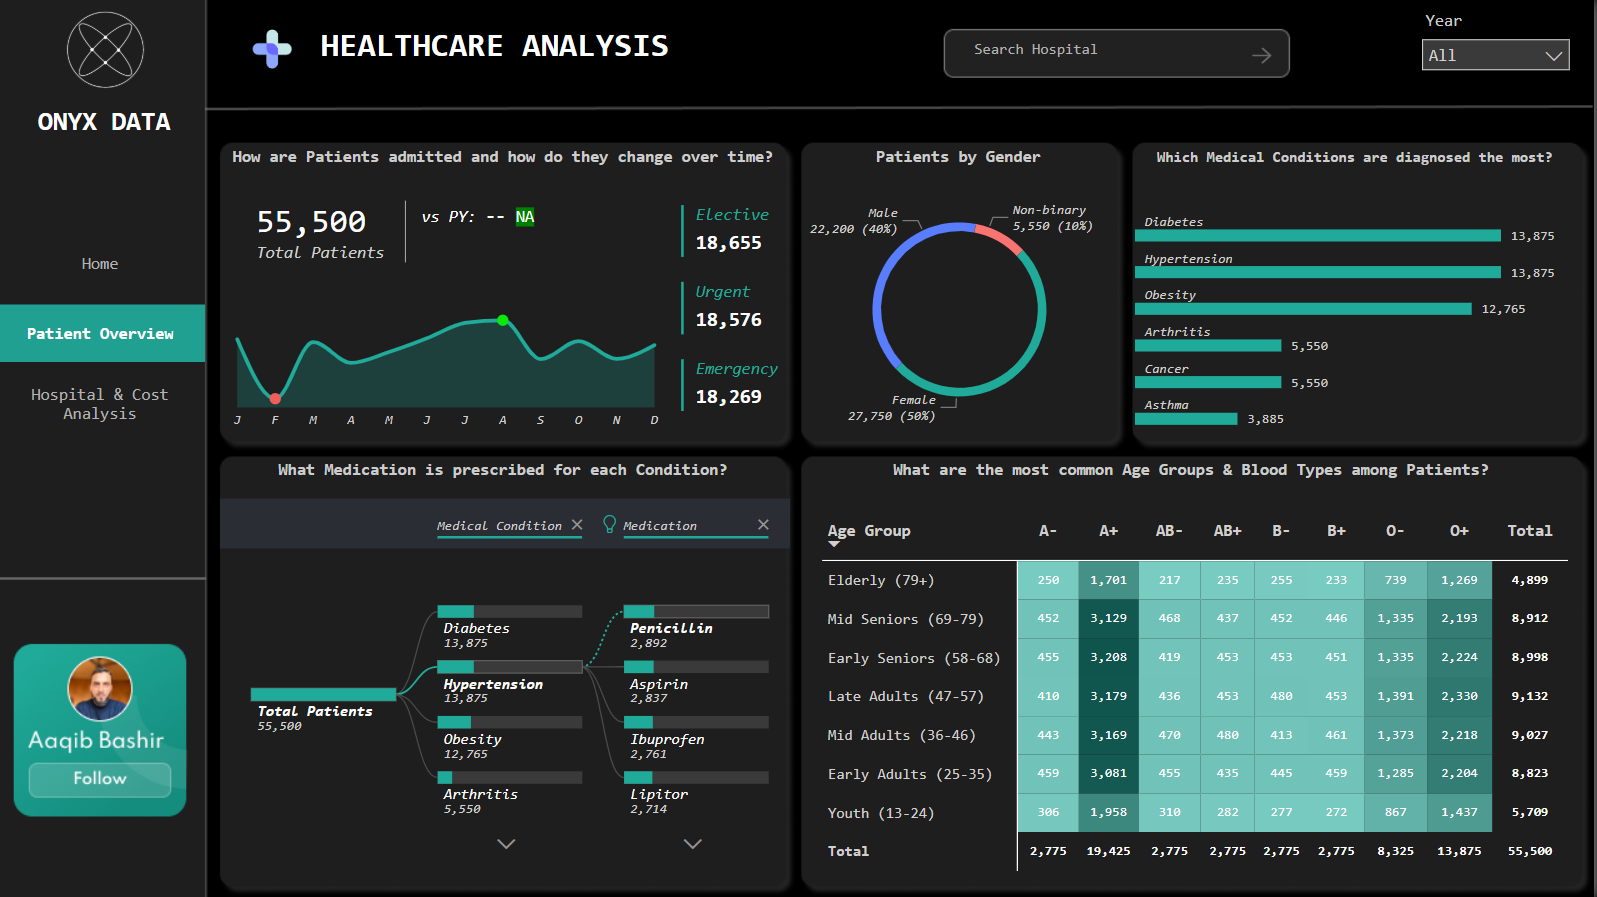 ONYX DATA
Home
Patient Overview
Hospital & Cost
Analysis
Aaqib Bashir
Follow
HEALTHCARE ANALYSIS
Search Hospital
Year
All
How are Patients admitted and how do they change over time?
55,500
Total Patients
vs PY: -- NA
Elective
18,655
Urgent
18,576
Emergency
18,269
J F M A M J J A S O N D
Patients by Gender
Male
22,200 (40%)
Non-binary
5,550 (10%)
Female
27,750 (50%)
Which Medical Conditions are diagnosed the most?
Diabetes
13,875
Hypertension
13,875
Obesity
12,765
Arthritis
5,550
Cancer
5,550
Asthma
3,885
What Medication is prescribed for each Condition?
Medical Condition
Medication
Total Patients
55,500
Diabetes
13,875
Hypertension
13,875
Obesity
12,765
Arthritis
5,550
Penicillin
2,892
Aspirin
2,837
Ibuprofen
2,761
Lipitor
2,714
What are the most common Age Groups & Blood Types among Patients?
Age Group A- A+ AB- AB+ B- B+ O- O+ Total
Elderly (79+) 250 1,701 217 235 255 233 739 1,269 4,899
Mid Seniors (69-79) 452 3,129 468 437 452 446 1,335 2,193 8,912
Early Seniors (58-68) 455 3,208 419 453 453 451 1,335 2,224 8,998
Late Adults (47-57) 410 3,179 436 453 480 453 1,391 2,330 9,132
Mid Adults (36-46) 443 3,169 470 480 413 461 1,373 2,218 9,027
Early Adults (25-35) 459 3,081 455 435 445 459 1,285 2,204 8,823
Youth (13-24) 306 1,958 310 282 277 272 867 1,437 5,709
Total 2,775 19,425 2,775 2,775 2,775 2,775 8,325 13,875 55,500